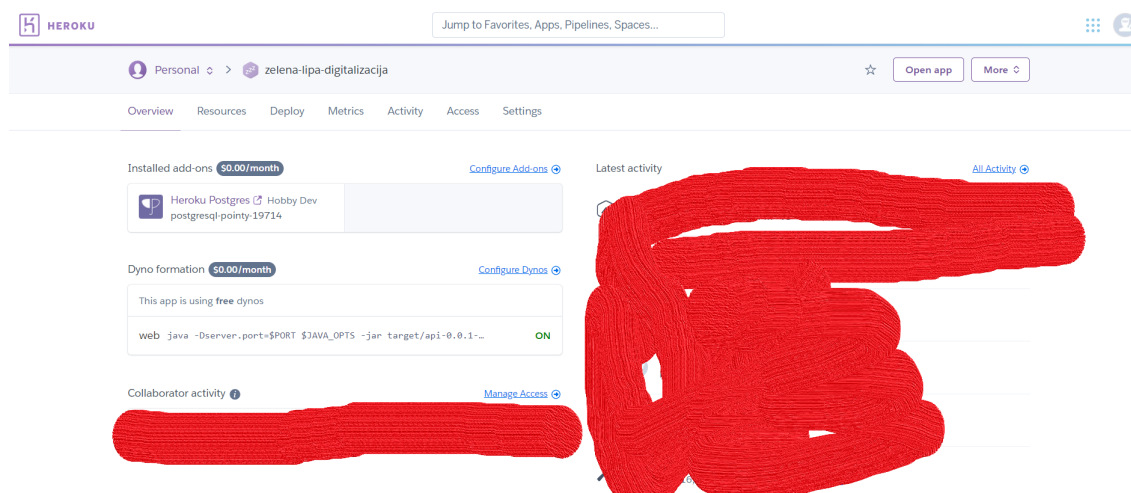 HEROKU
Jump to Favorites, Apps, Pipelines, Spaces...
Personal > zelena-lipa-digitalizacija
Open app
More
Overview Resources Deploy Metrics Activity Access Settings
Installed add-ons $0.00/month
Configure Add-ons
Heroku Postgres Hobby Dev
postgresql-pointy-19714
Dyno formation $0.00/month
Configure Dynos
This app is using free dynos
web java -Dserver.port=$PORT $JAVA_OPTS -jar target/api-0.0.1-…
ON
Collaborator activity
Manage Access
Latest activity
All Activity